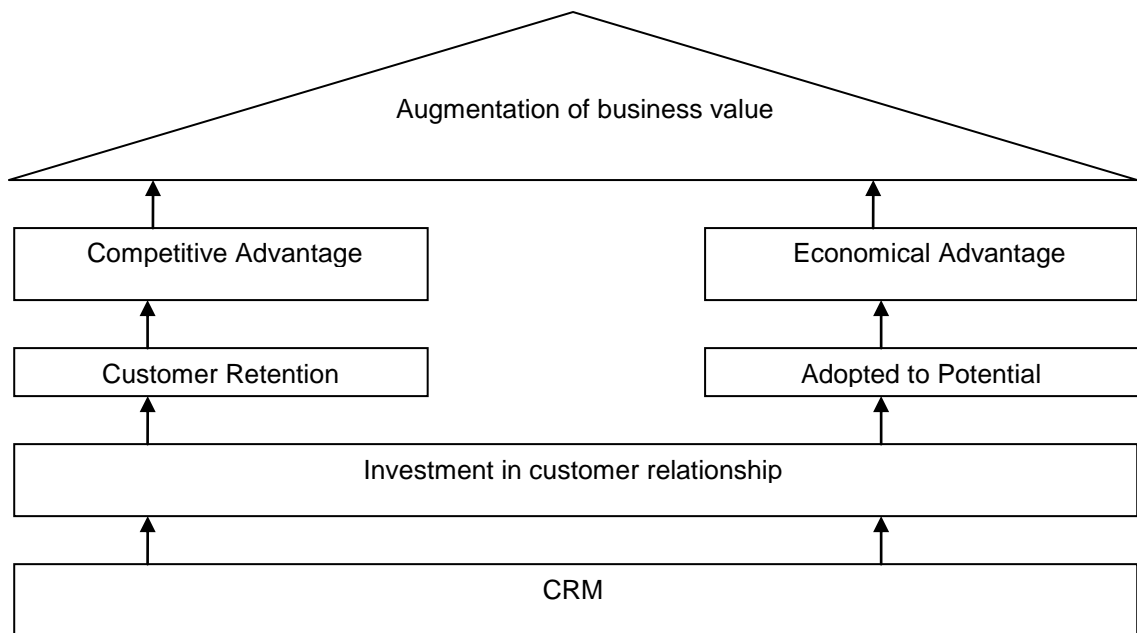 Augmentation of business value
Competitive Advantage
Economical Advantage
Customer Retention
Adopted to Potential
Investment in customer relationship
CRM